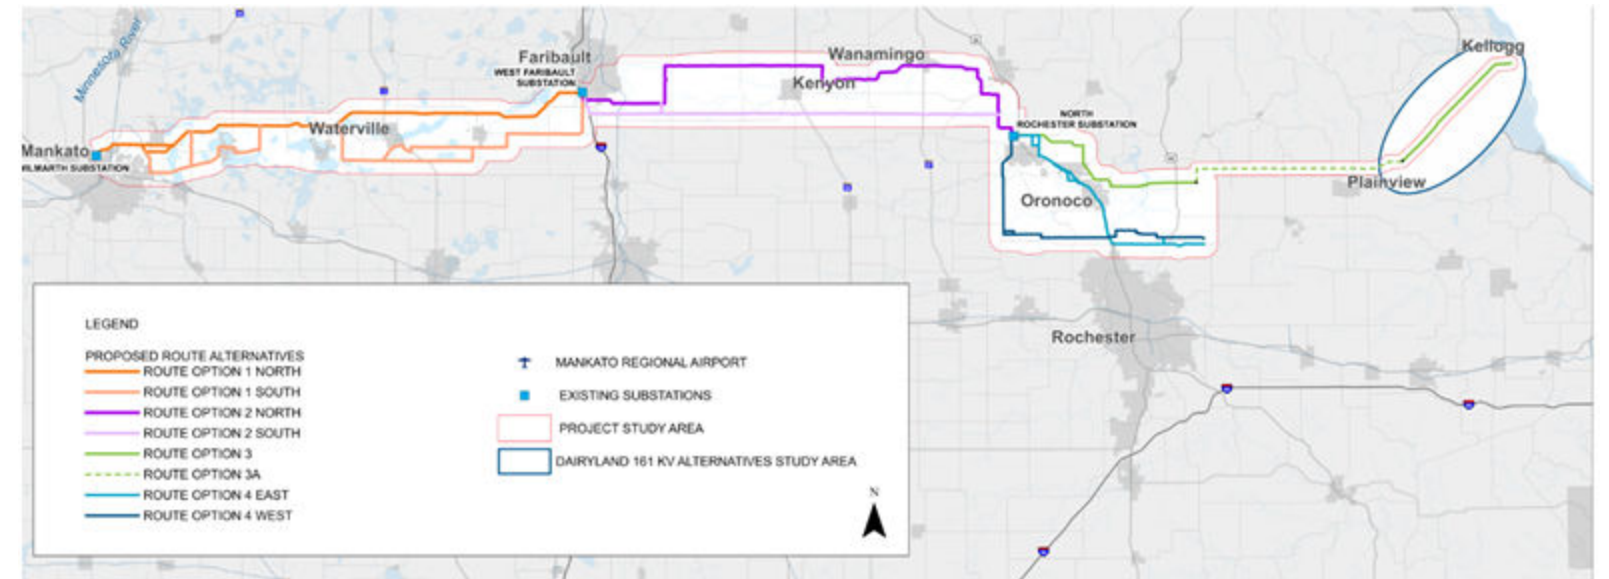 Minnesota River
Faribault
WEST FARIBAULT
SUBSTATION
Wanamingo
Kenyon
Kellogg
Waterville
Mankato
WILMARTH SUBSTATION
NORTH
ROCHESTER SUBSTATION
Plainview
Oronoco
Rochester
LEGEND
PROPOSED ROUTE ALTERNATIVES
ROUTE OPTION 1 NORTH
ROUTE OPTION 1 SOUTH
ROUTE OPTION 2 NORTH
ROUTE OPTION 2 SOUTH
ROUTE OPTION 3
ROUTE OPTION 3A
ROUTE OPTION 4 EAST
ROUTE OPTION 4 WEST
MANKATO REGIONAL AIRPORT
EXISTING SUBSTATIONS
PROJECT STUDY AREA
DAIRYLAND 161 KV ALTERNATIVES STUDY AREA
N